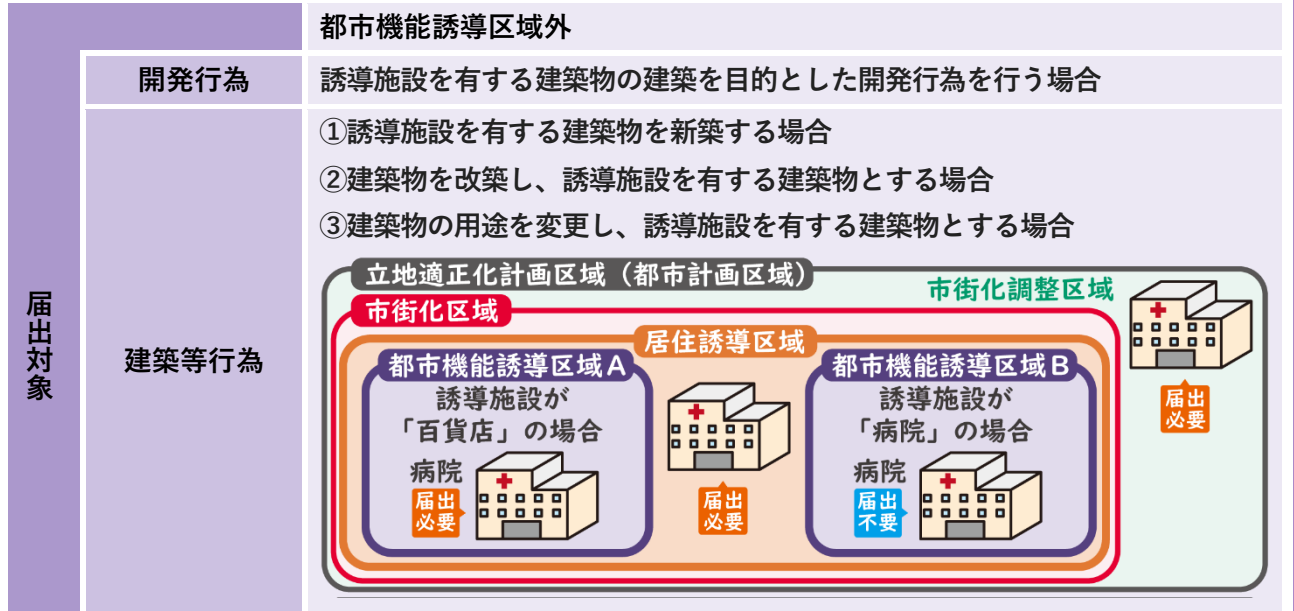 都市機能誘導区域外
届出対象
開発行為
誘導施設を有する建築物の建築を目的とした開発行為を行う場合
建築等行為
①誘導施設を有する建築物を新築する場合
②建築物を改築し、誘導施設を有する建築物とする場合
③建築物の用途を変更し、誘導施設を有する建築物とする場合
立地適正化計画区域（都市計画区域）
市街化調整区域
市街化区域
居住誘導区域
都市機能誘導区域A
誘導施設が
「百貨店」の場合
病院
届出
必要
届出
必要
都市機能誘導区域B
誘導施設が
「病院」の場合
病院
届出
不要
届出
必要